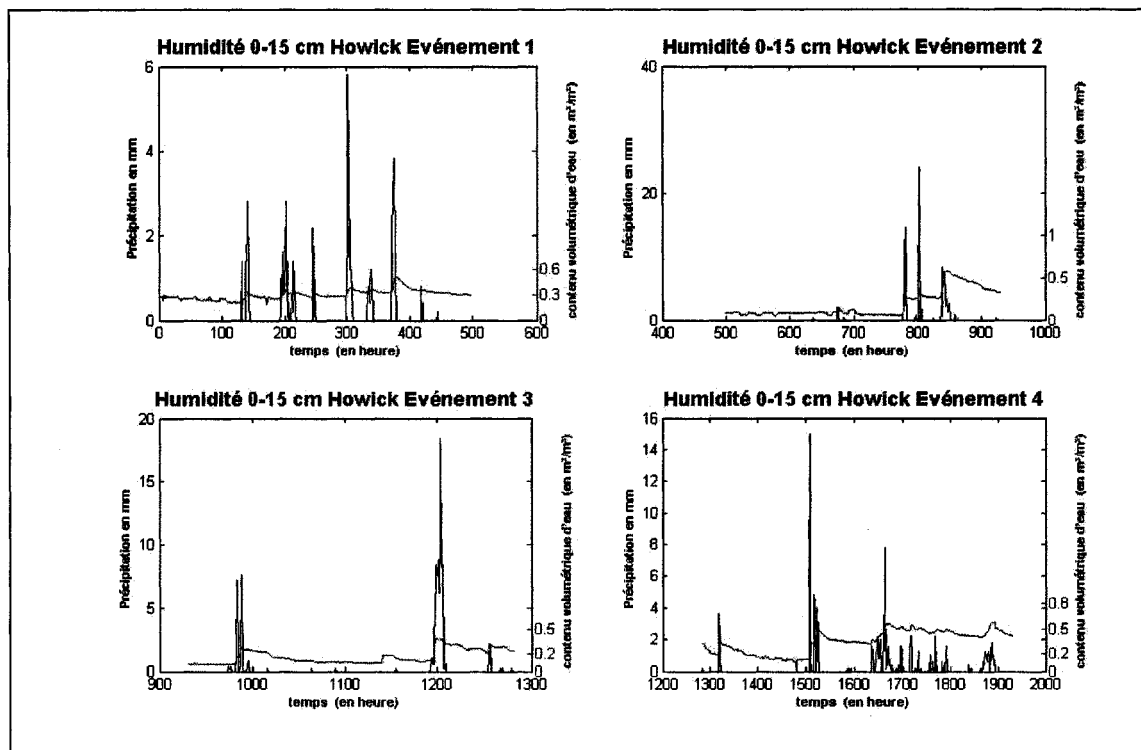 Humidité 0-15 cm Howick Evénement 1
Précipitation en mm
6
4
2
0
0 100 200 300 400 500 600
temps (en heure)
0.6
0.3
0
contenu volumétrique d'eau (en m³/m³)
Humidité 0-15 cm Howick Evénement 2
Précipitation en mm
40
20
0
400 500 600 700 800 900 1000
temps (en heure)
1
0.5
0
contenu volumétrique d'eau (en m³/m³)
Humidité 0-15 cm Howick Evénement 3
Précipitation en mm
20
15
10
5
0
900 1000 1100 1200 1300
temps (en heure)
0.5
0.2
0
contenu volumétrique d'eau (en m³/m³)
Humidité 0-15 cm Howick Evénement 4
Précipitation en mm
16
14
12
10
8
6
4
2
0
1200 1300 1400 1500 1600 1700 1800 1900 2000
temps (en heure)
0.8
0.5
0.2
0
contenu volumétrique d'eau (en m³/m³)